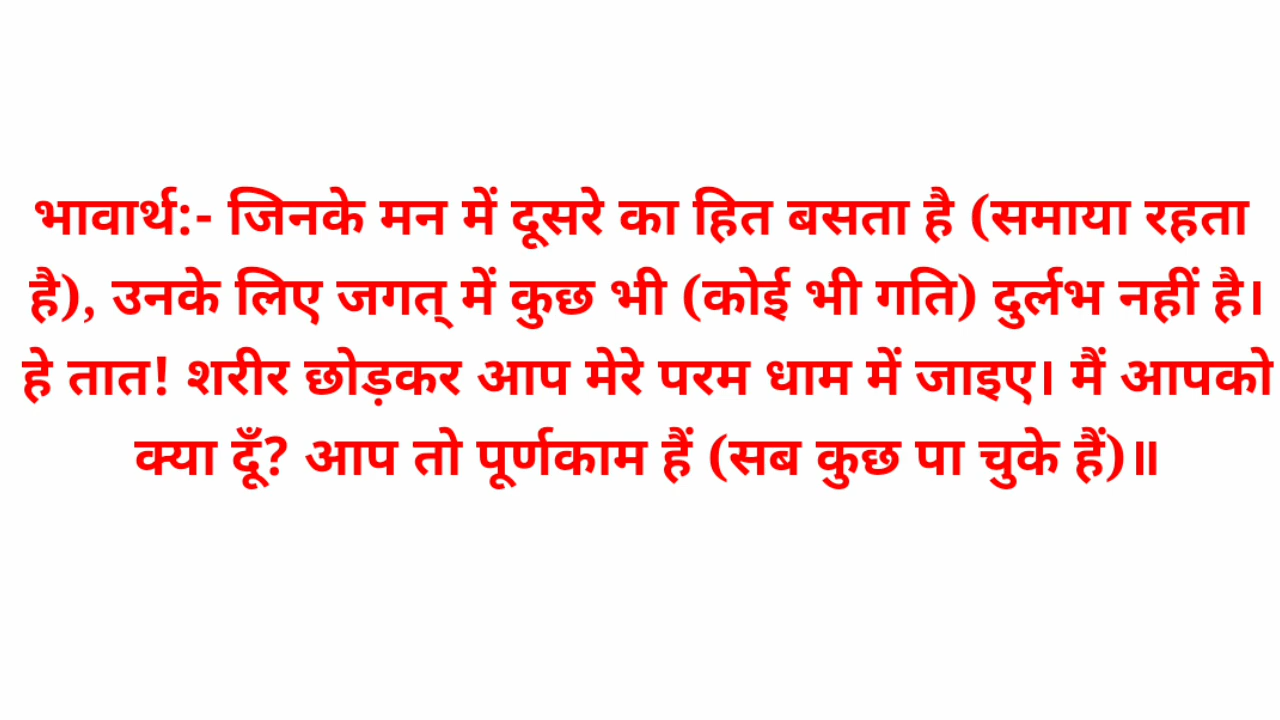 भावार्थ:- जिनके मन में दूसरे का हित बसता है (समाया रहता
है), उनके लिए जगत् में कुछ भी (कोई भी गति) दुर्लभ नहीं है।
हे तात! शरीर छोड़कर आप मेरे परम धाम में जाइए। मैं आपको
क्या दूँ? आप तो पूर्णकाम हैं (सब कुछ पा चुके हैं)॥